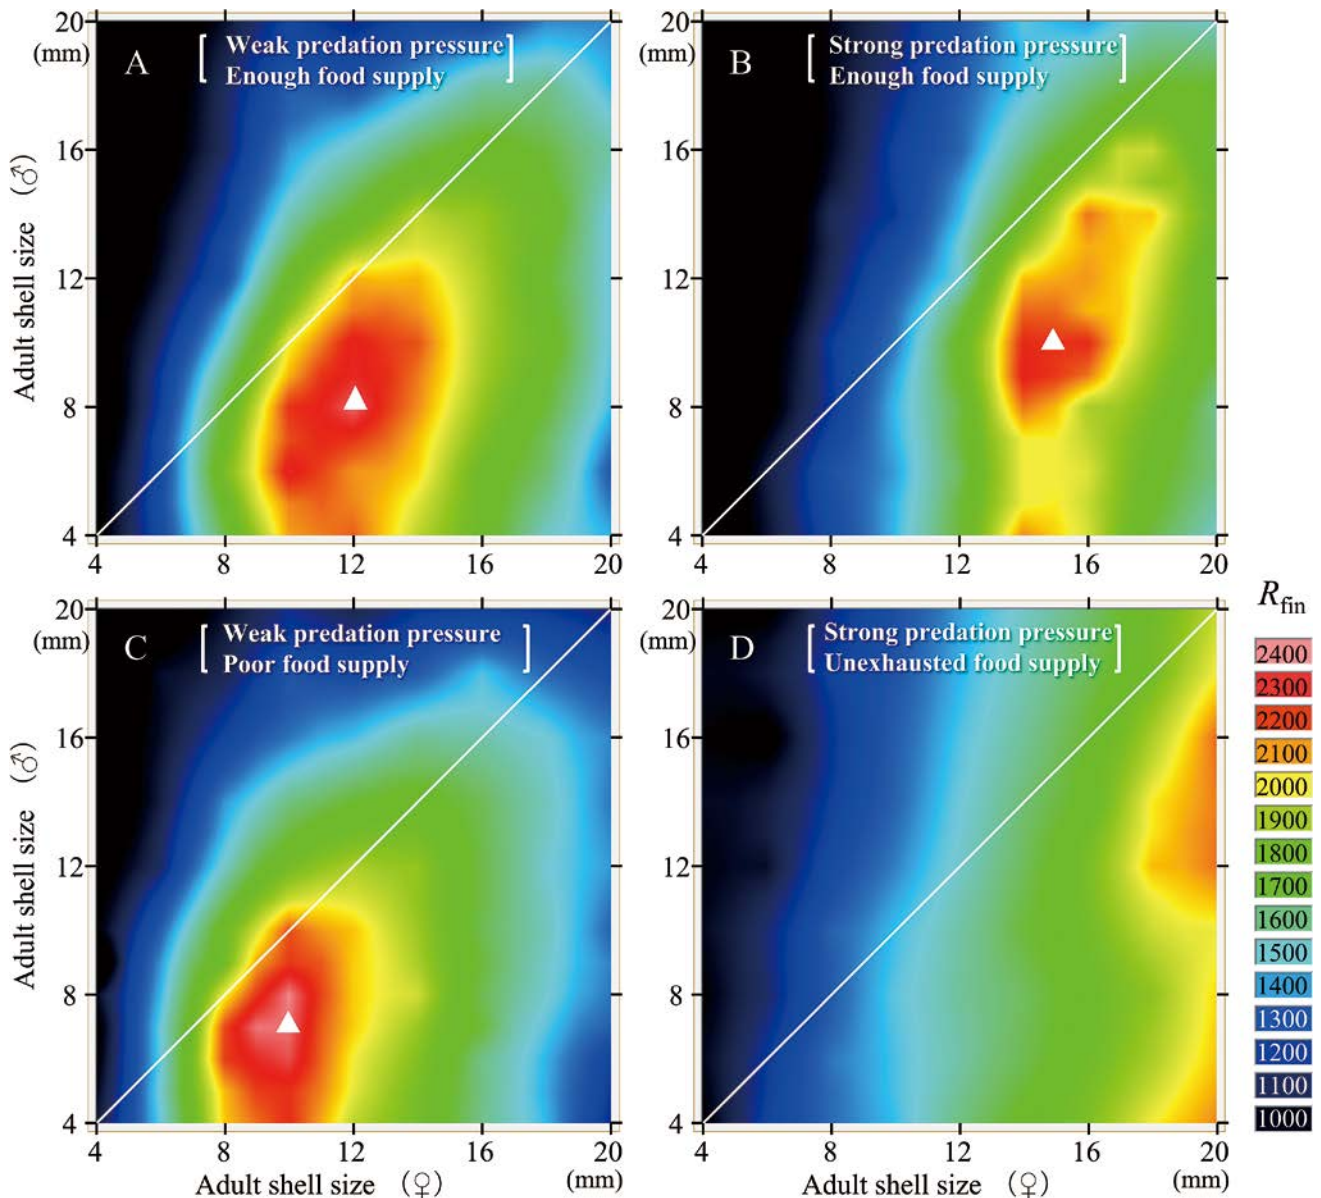 20
(mm)
A
[ Weak predation pressure
Enough food supply ]
16
12
8
4
Adult shell size (♂)
4 8 12 16 20
20
(mm)
B
[ Strong predation pressure
Enough food supply ]
16
12
8
4
4 8 12 16 20
20
(mm)
C
[ Weak predation pressure
Poor food supply ]
16
12
8
4
Adult shell size (♂)
4 8 12 16 20
Adult shell size (♀) (mm)
20
(mm)
D
[ Strong predation pressure
Unexhausted food supply ]
16
12
8
4
4 8 12 16 20
Adult shell size (♀) (mm)
Rfin
2400
2300
2200
2100
2000
1900
1800
1700
1600
1500
1400
1300
1200
1100
1000